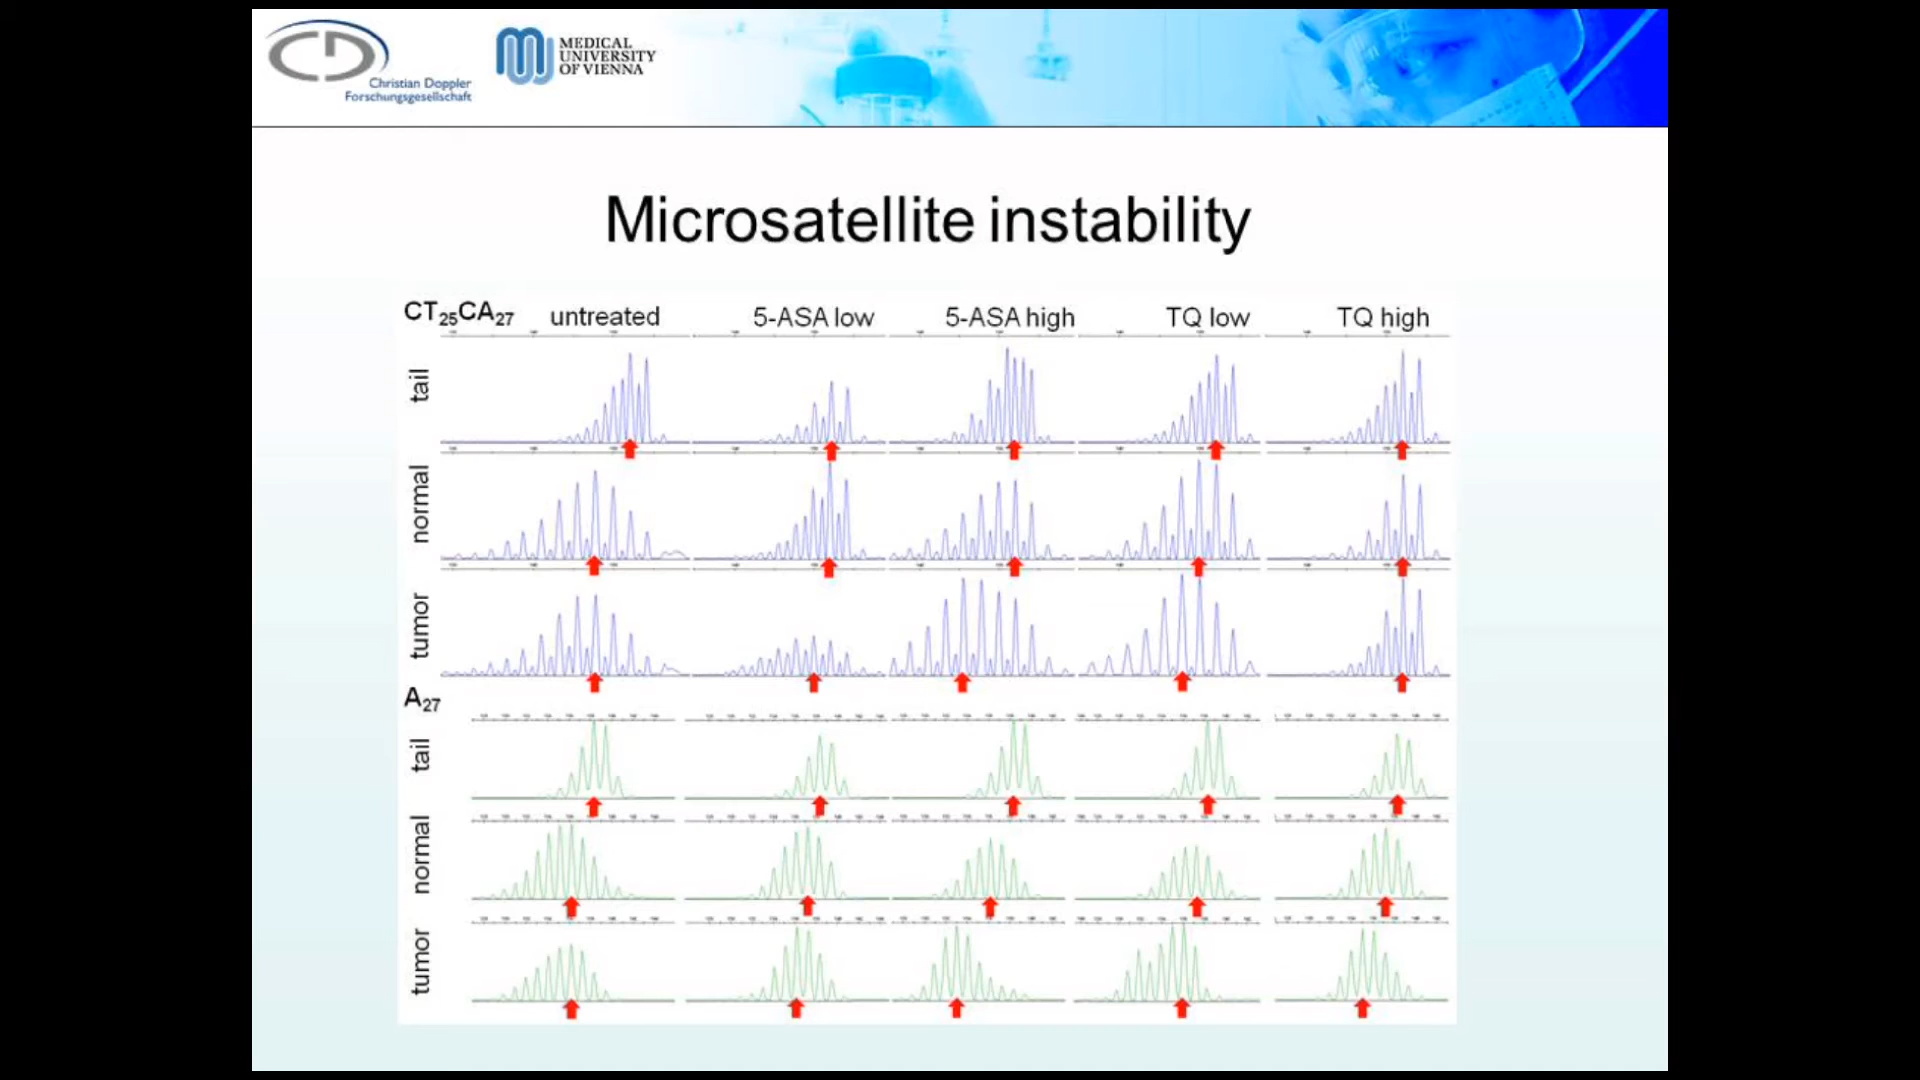 Christian Doppler
Forschungsgesellschaft
MEDICAL
UNIVERSITY
OF VIENNA
Microsatellite instability
CT25CA27 untreated 5-ASA low 5-ASA high TQ low TQ high
tail
normal
tumor
A27
tail
normal
tumor